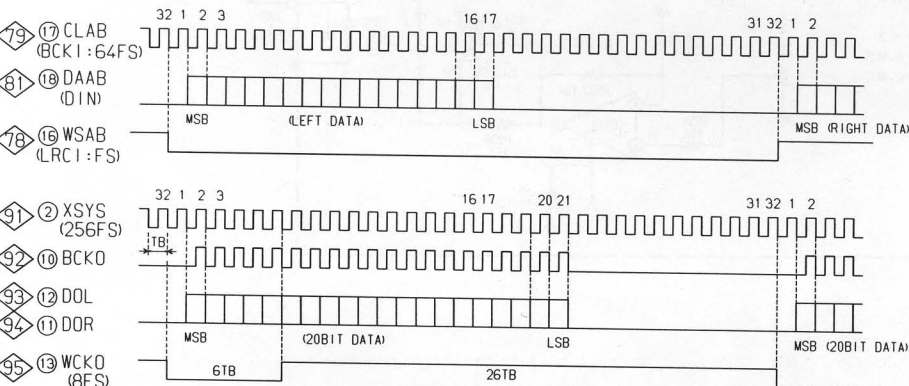 32 1 2 3 16 17 31 32 1 2
79 17 CLAB
(BCKI:64FS)
81 18 DAAB
(DIN)
MSB (LEFT DATA) LSB MSB (RIGHT DATA)
78 16 WSAB
(LRCI:FS)
32 1 2 3 16 17 20 21 31 32 1 2
91 2 XSYS
(256FS)
TB
92 10 BCKO
93 12 DOL
94 11 DOR
MSB (20BIT DATA) LSB MSB (20BIT DATA)
95 13 WCKO
(8FS)
6TB 26TB